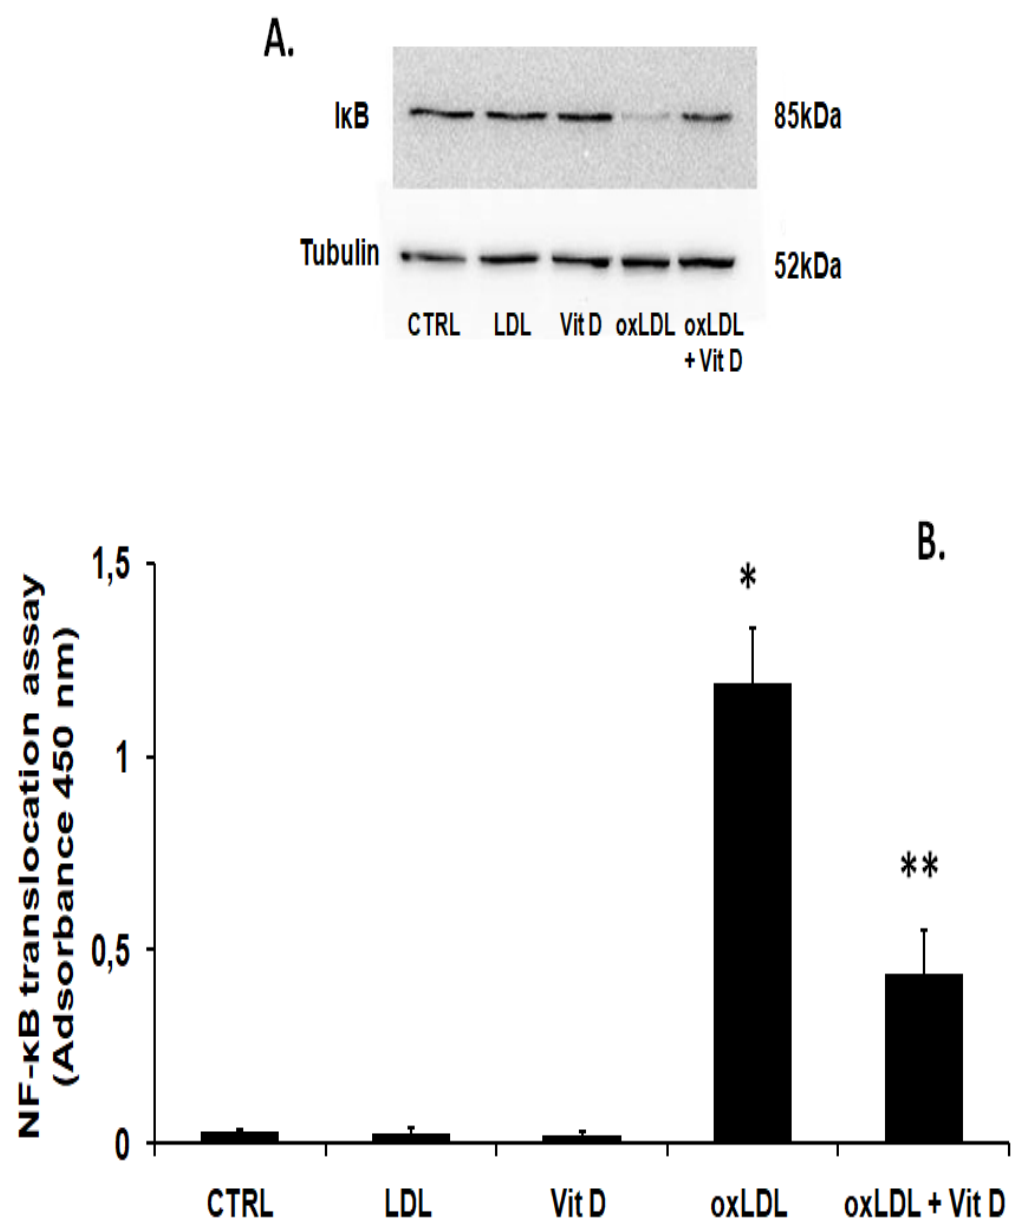 A.
IκB
85kDa
Tubulin
52kDa
CTRL LDL Vit D oxLDL oxLDL
+ Vit D
B.
NF-κB translocation assay
(Adsorbance 450 nm)
1,5
1
0,5
0
*
**
CTRL LDL Vit D oxLDL oxLDL + Vit D